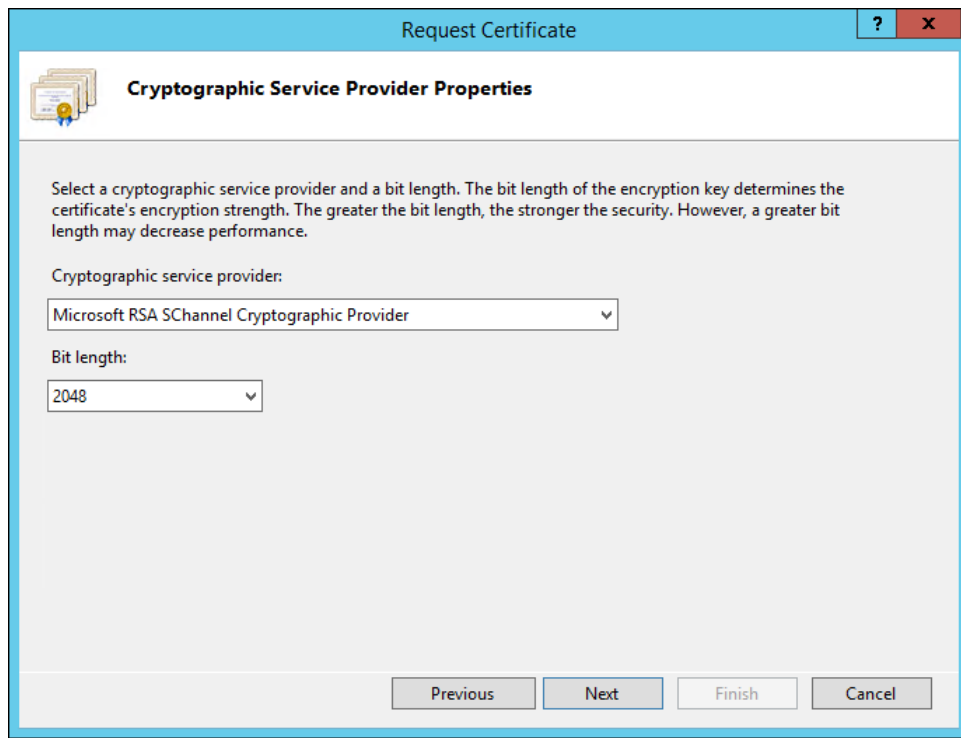 Request Certificate
?
x
Cryptographic Service Provider Properties
Select a cryptographic service provider and a bit length. The bit length of the encryption key determines the
certificate's encryption strength. The greater the bit length, the stronger the security. However, a greater bit
length may decrease performance.
Cryptographic service provider:
Microsoft RSA SChannel Cryptographic Provider
Bit length:
2048
Previous
Next
Finish
Cancel